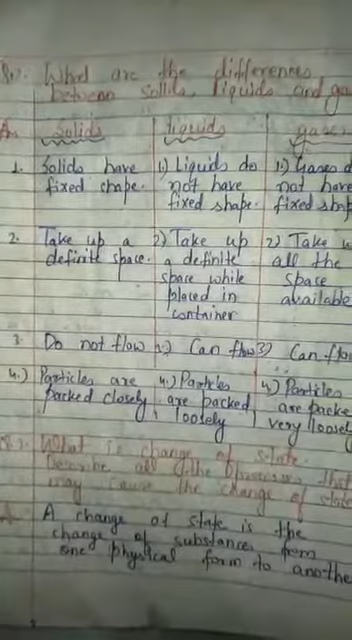 What are the differences
between solids, liquids and ga
Ans. Solids liquids gases
1. Solids have 1.) Liquids do 1.) Gases d
fixed shape. not have not have
fixed shape. fixed shap
2. Take up a 2) Take up 2) Take u
definite space. a definite all the
space while space
placed in available
container
3. Do not flow 3.) Can flow 3) Can flo
4.) Particles are 4.) Particles 4.) Particles
packed closely. are packed are packe
loosely very loosel
What is change of state.
Describe all the processes that
may cause the change of state
A change of state is the
change of substances from
one physical form to anothe